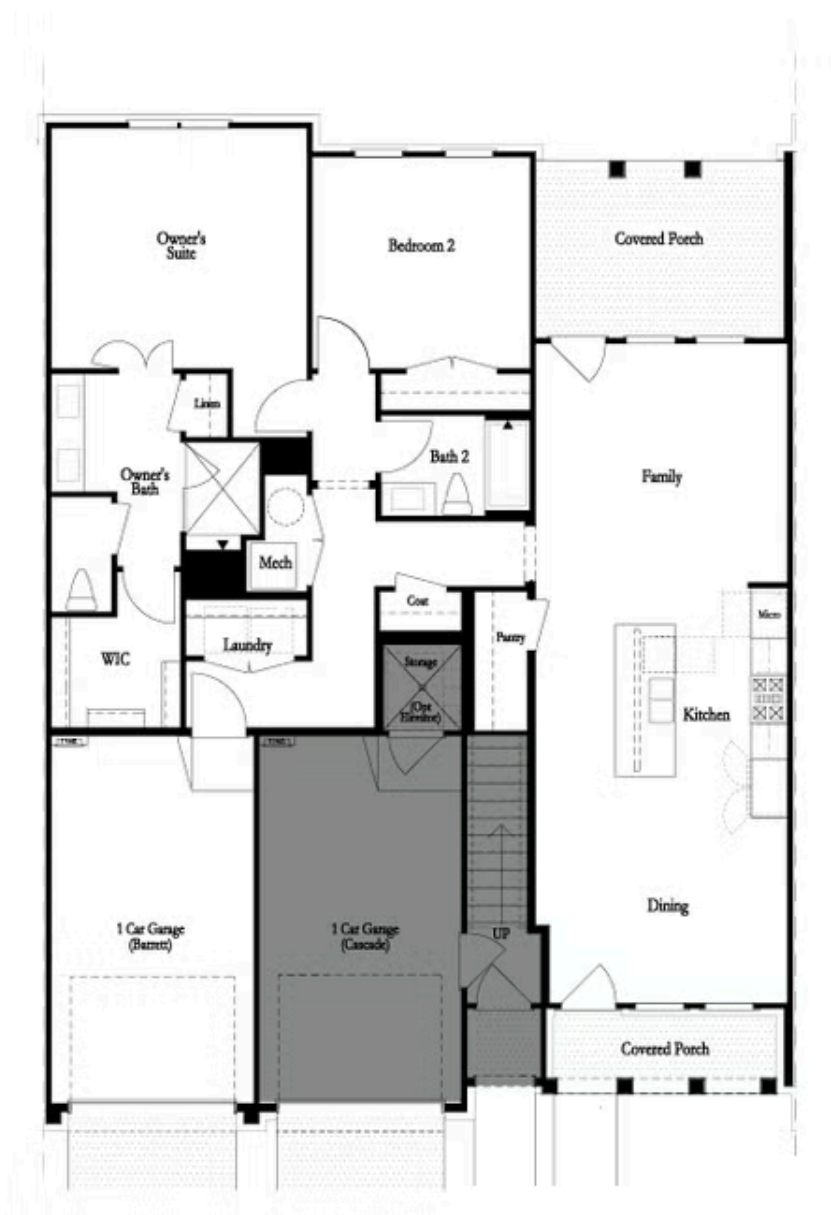 Owner's
Suite
Bedroom 2
Covered Porch
Linen
Owner's
Bath
Bath 2
Family
Mech
Coat
Pantry
Micro
Laundry
WIC
Storage
(Opt
Elevator)
Kitchen
1 Car Garage
(Barrett)
1 Car Garage
(Cascade)
UP
Dining
Covered Porch